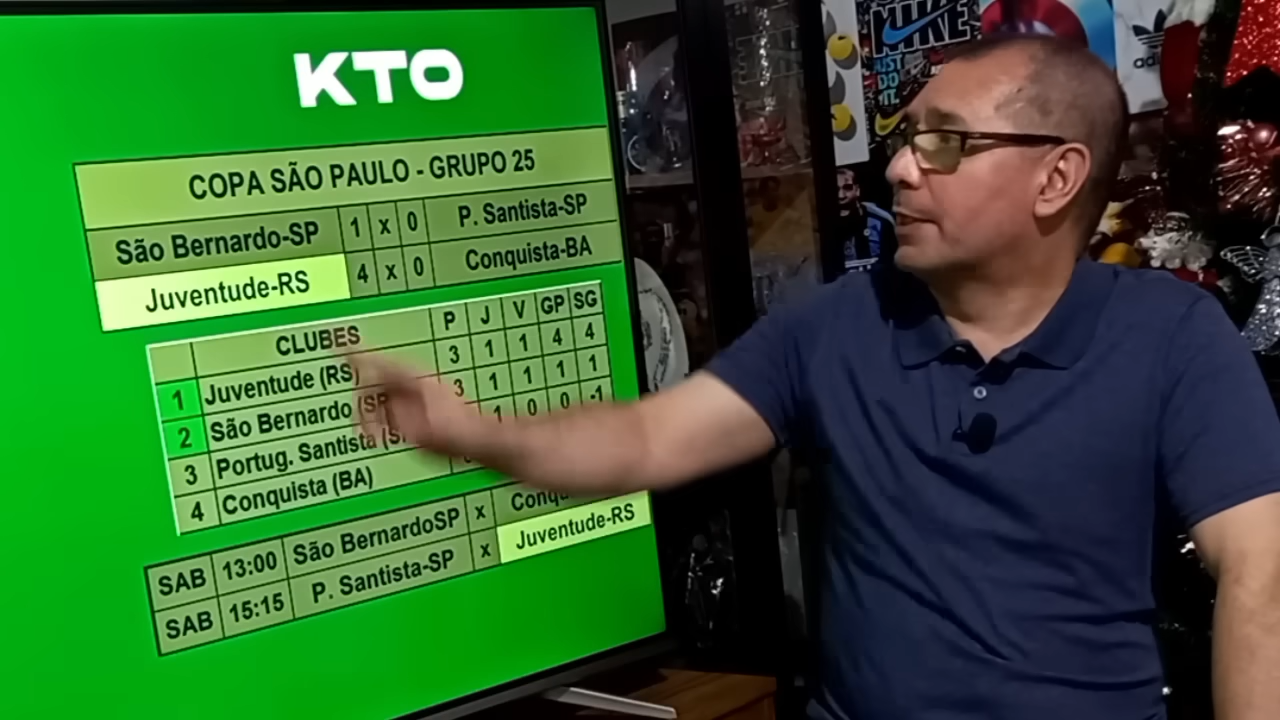 KTO
COPA SÃO PAULO - GRUPO 25
São Bernardo-SP 1 x 0 P. Santista-SP
Juventude-RS 4 x 0 Conquista-BA
CLUBES P J V GP SG
1 Juventude (RS) 3 1 1 4 4
2 São Bernardo (SP 3 1 1 1 1
3 Portug. Santista (S 1 0 0 -1
4 Conquista (BA)
SAB 13:00 São BernardoSP x Conqu
SAB 15:15 P. Santista-SP x Juventude-RS
NIKE
JUST
DO
IT.
adi